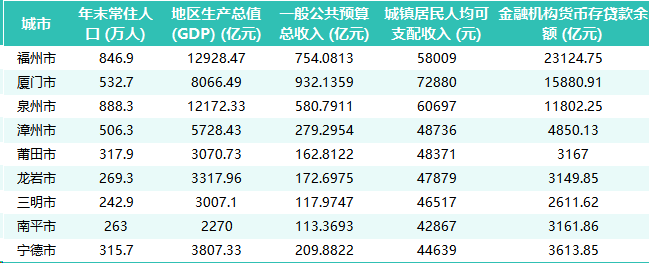 城市 年末常住人口 (万人) 地区生产总值 (GDP) (亿元) 一般公共预算总收入 (亿元) 城镇居民人均可支配收入 (元) 金融机构货币存贷款余额 (亿元)
福州市 846.9 12928.47 754.0813 58009 23124.75
厦门市 532.7 8066.49 932.1359 72880 15880.91
泉州市 888.3 12172.33 580.7911 60697 11802.25
漳州市 506.3 5728.43 279.2954 48736 4850.13
莆田市 317.9 3070.73 162.8122 48371 3167
龙岩市 269.3 3317.96 172.6975 47879 3149.85
三明市 242.9 3007.1 117.9747 46517 2611.62
南平市 263 2270 113.3693 42867 3161.86
宁德市 315.7 3807.33 209.8822 44639 3613.85